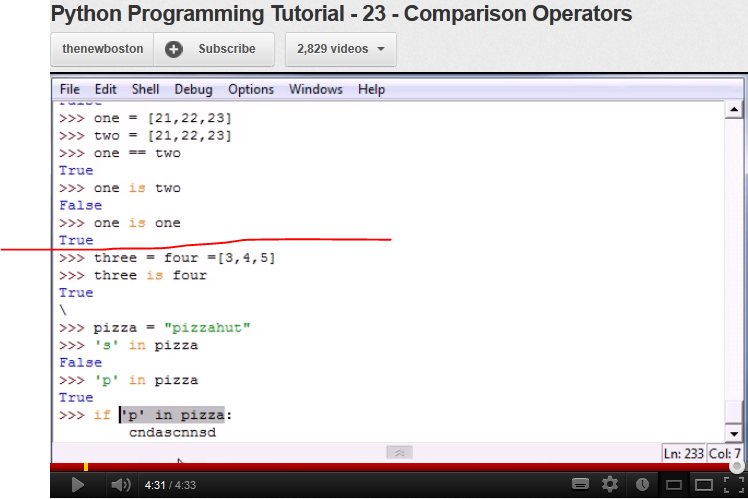 Python Programming Tutorial - 23 - Comparison Operators
thenewboston Subscribe 2,829 videos
File Edit Shell Debug Options Windows Help
False
>>> one = [21,22,23]
>>> two = [21,22,23]
>>> one == two
True
>>> one is two
False
>>> one is one
True
>>> three = four =[3,4,5]
>>> three is four
True
\
>>> pizza = "pizzahut"
>>> 's' in pizza
False
>>> 'p' in pizza
True
>>> if 'p' in pizza:
cndascnnsd
Ln: 233 Col: 7
4:31 / 4:33